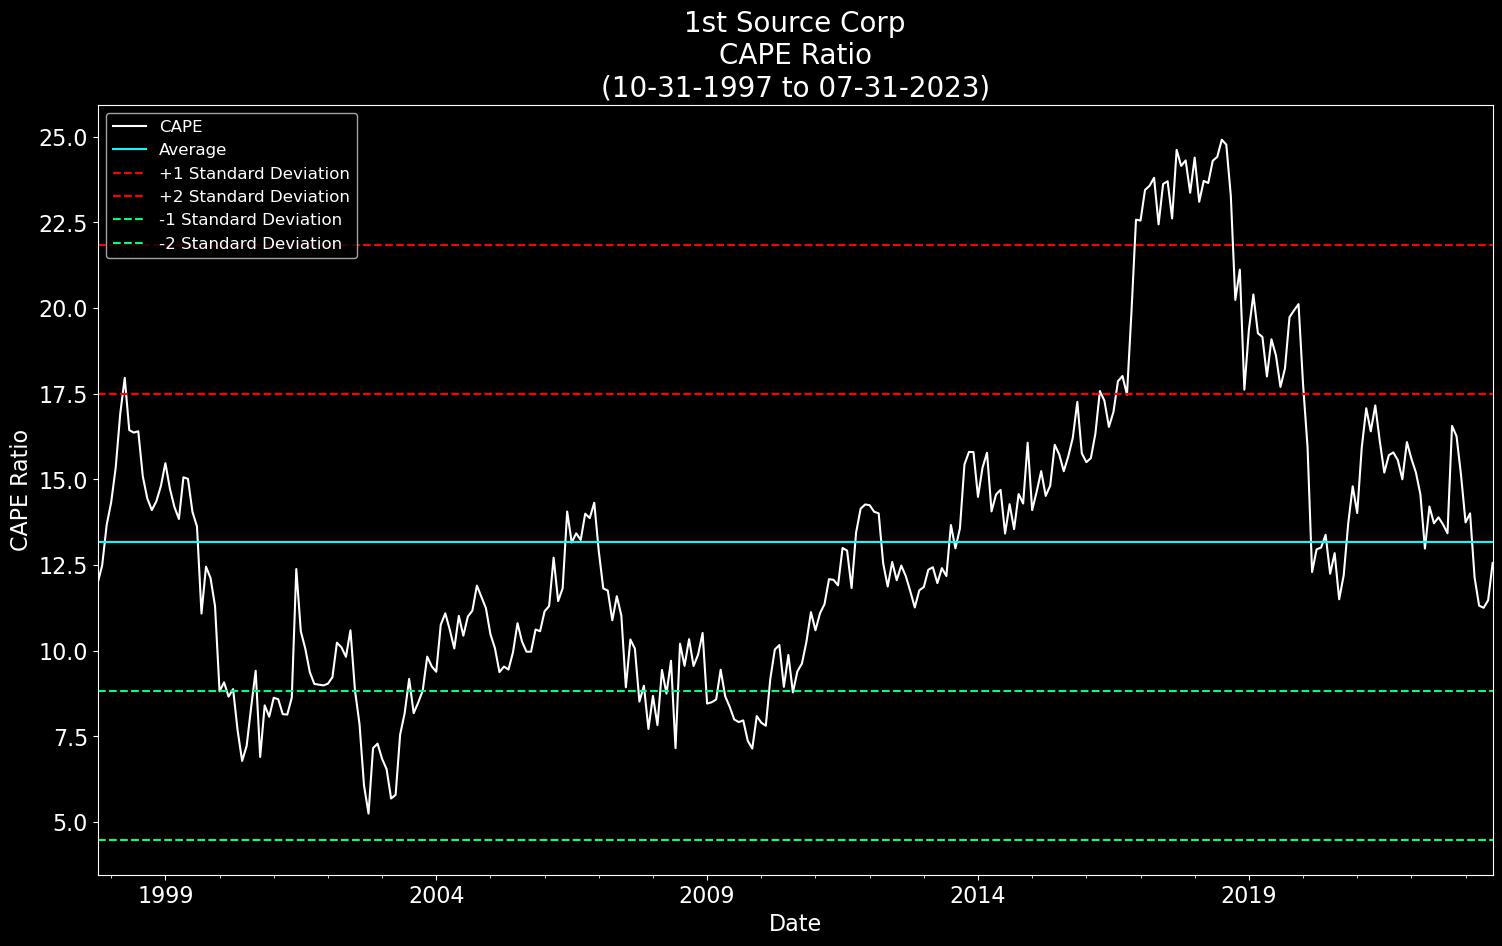 1st Source Corp
CAPE Ratio
(10-31-1997 to 07-31-2023)
CAPE
Average
+1 Standard Deviation
+2 Standard Deviation
-1 Standard Deviation
-2 Standard Deviation
25.0
22.5
20.0
17.5
15.0
12.5
10.0
7.5
5.0
CAPE Ratio
1999
2004
2009
2014
2019
Date